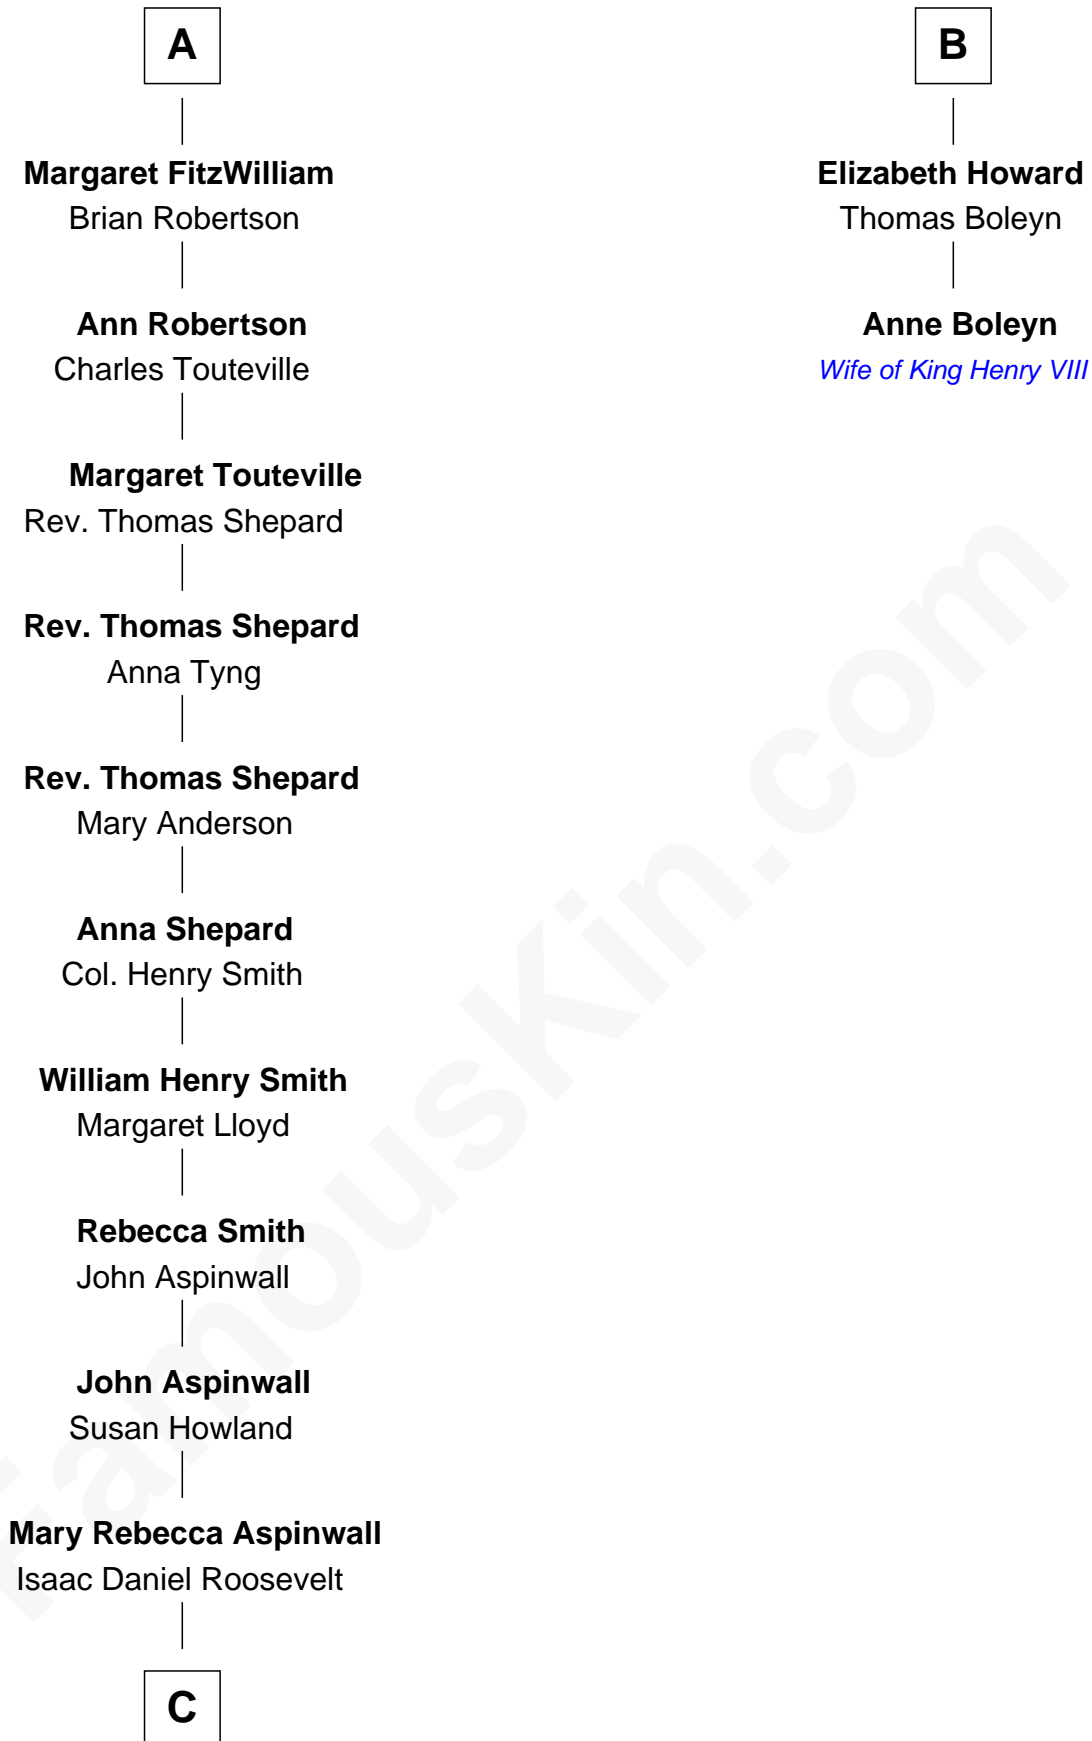 A
Margaret FitzWilliam
Brian Robertson
Ann Robertson
Charles Touteville
Margaret Touteville
Rev. Thomas Shepard
Rev. Thomas Shepard
Anna Tyng
Rev. Thomas Shepard
Mary Anderson
Anna Shepard
Col. Henry Smith
William Henry Smith
Margaret Lloyd
Rebecca Smith
John Aspinwall
John Aspinwall
Susan Howland
Mary Rebecca Aspinwall
Isaac Daniel Roosevelt
C
B
Elizabeth Howard
Thomas Boleyn
Anne Boleyn
Wife of King Henry VIII
FamousKin.com